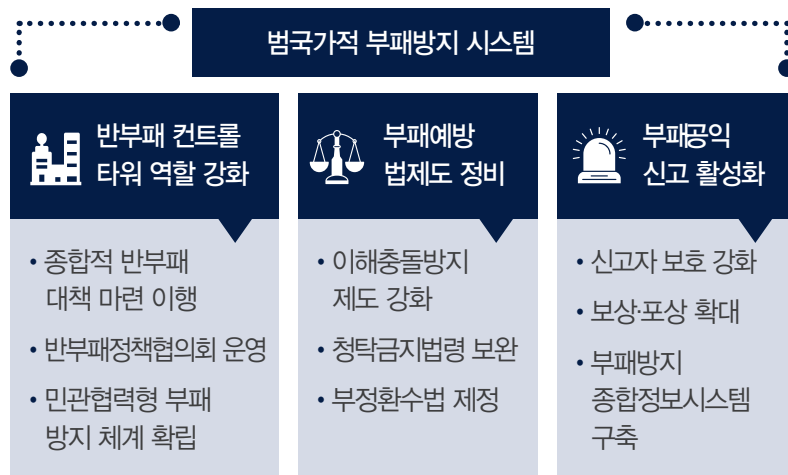 범국가적 부패방지 시스템
반부패 컨트롤
타워 역할 강화
• 종합적 반부패
대책 마련 이행
• 반부패정책협의회 운영
• 민관협력형 부패
방지 체계 확립
부패예방
법제도 정비
• 이해충돌방지
제도 강화
• 청탁금지법령 보완
• 부정환수법 제정
부패공익
신고 활성화
• 신고자 보호 강화
• 보상·포상 확대
• 부패방지
종합정보시스템
구축